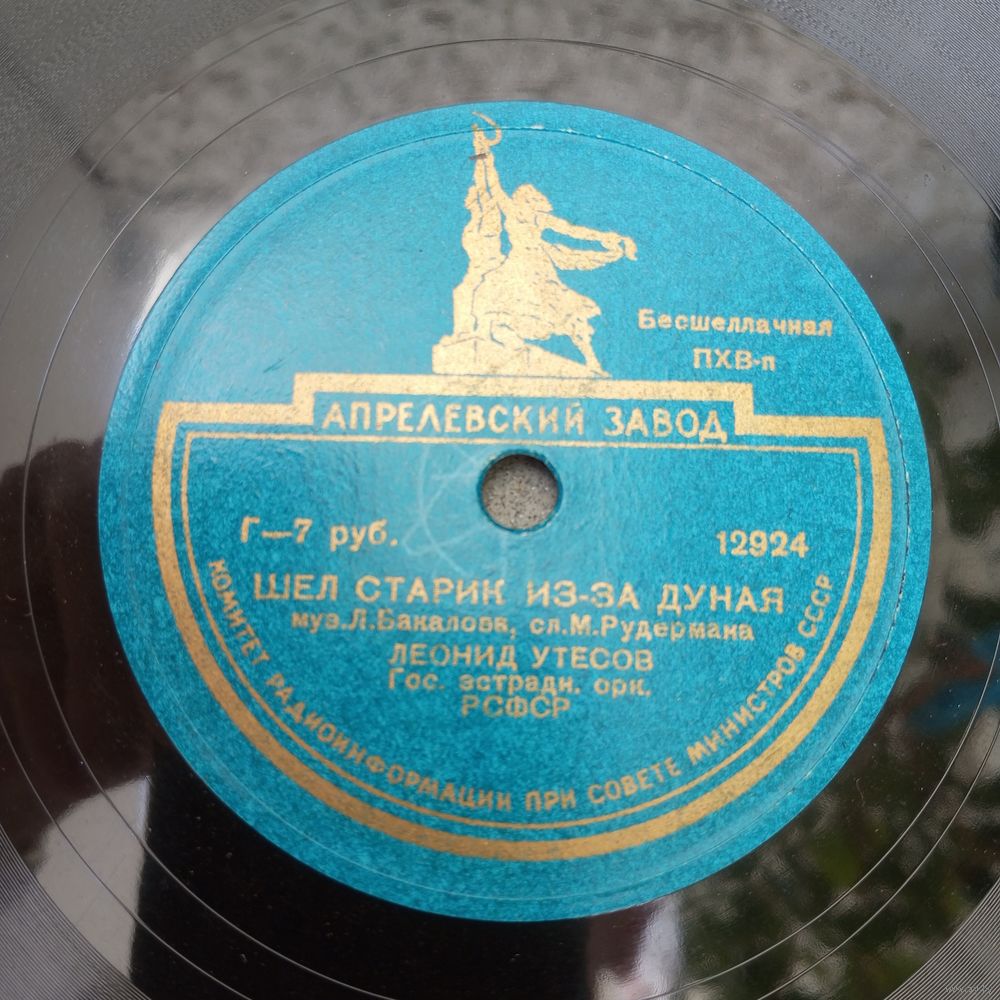 Бесшеллачная
ПХВ-п
АПРЕЛЕВСКИЙ ЗАВОД
Г—7 руб.
12924
ШЕЛ СТАРИК ИЗ-ЗА ДУНАЯ
муз.Л.Бакалова, сл.М.Рудермана
ЛЕОНИД УТЕСОВ
Гос. эстрадн. орк.
РСФСР
КОМИТЕТ РАДИОИНФОРМАЦИИ ПРИ СОВЕТЕ МИНИСТРОВ СССР